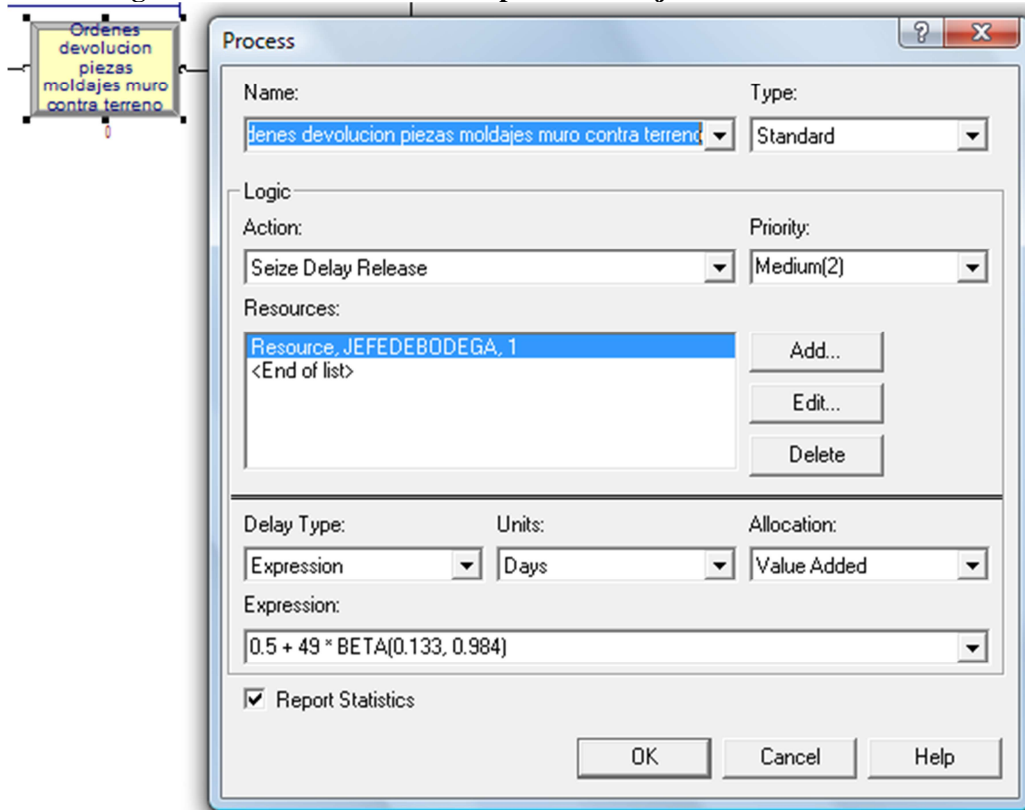 Ordenes
devolucion
piezas
moldajes muro
contra terreno
0
Process
Name:
Type:
denes devolucion piezas moldajes muro contra terreno
Standard
Logic
Action:
Priority:
Seize Delay Release
Medium(2)
Resources:
Resource, JEFEDEBODEGA, 1
<End of list>
Add...
Edit...
Delete
Delay Type:
Units:
Allocation:
Expression
Days
Value Added
Expression:
0.5 + 49 * BETA(0.133, 0.984)
Report Statistics
OK
Cancel
Help